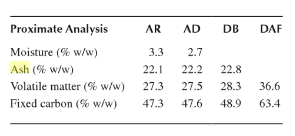 Proximate Analysis AR AD DB DAF
Moisture (% w/w) 3.3 2.7
Ash (% w/w) 22.1 22.2 22.8
Volatile matter (% w/w) 27.3 27.5 28.3 36.6
Fixed carbon (% w/w) 47.3 47.6 48.9 63.4